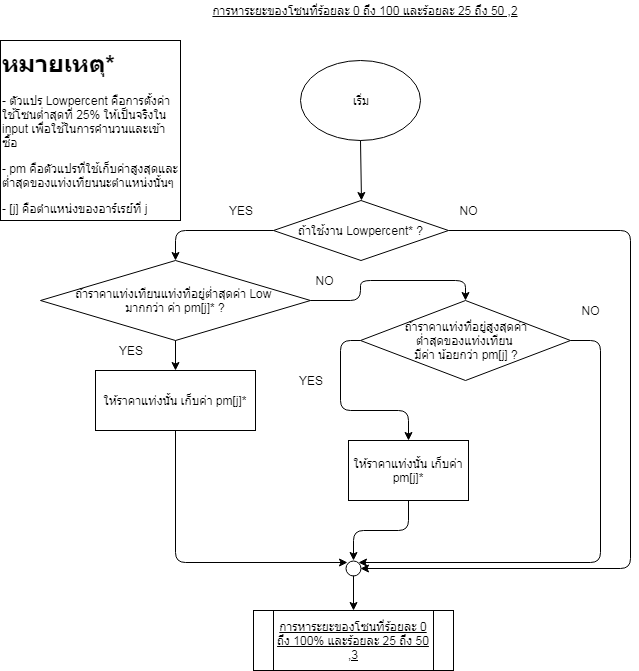 การหาระยะของโซนที่ร้อยละ 0 ถึง 100 และร้อยละ 25 ถึง 50 ,2
หมายเหตุ*
- ตัวแปร Lowpercent คือการตั้งค่า
ใช้โซนต่ำสุดที่ 25% ให้เป็นจริงใน
input เพื่อใช้ในการคำนวนและเข้า
ซื้อ
- pm คือตัวแปรที่ใช้เก็บค่าสูงสุดและ
ต่ำสุดของแท่งเทียนนะตำแหน่งนั้นๆ
- [j] คือตำแหน่งของอาร์เรย์ที่ j
เริ่ม
ถ้าใช้งาน Lowpercent* ?
YES
NO
ถ้าราคาแท่งเทียนแท่งที่อยู่ต่ำสุดค่า Low
มากกว่า ค่า pm[j]* ?
NO
YES
ถ้าราคาแท่งที่อยู่สูงสุดค่า
ต่ำสุดของแท่งเทียน
มีค่า น้อยกว่า pm[j] ?
NO
YES
ให้ราคาแท่งนั้น เก็บค่า pm[j]*
ให้ราคาแท่งนั้น เก็บค่า
pm[j]*
การหาระยะของโซนที่ร้อยละ 0
ถึง 100% และร้อยละ 25 ถึง 50
,3